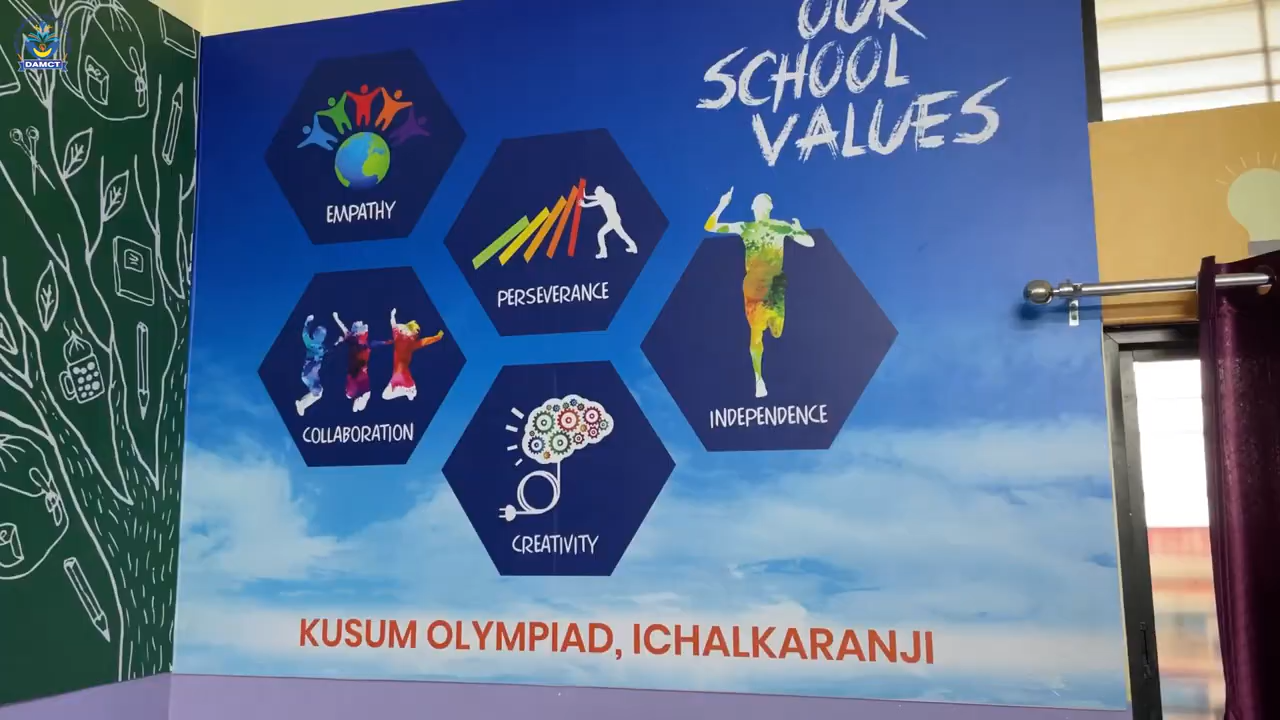 DAMCT
OUR
SCHOOL
VALUES
EMPATHY
PERSEVERANCE
INDEPENDENCE
COLLABORATION
CREATIVITY
KUSUM OLYMPIAD, ICHALKARANJI